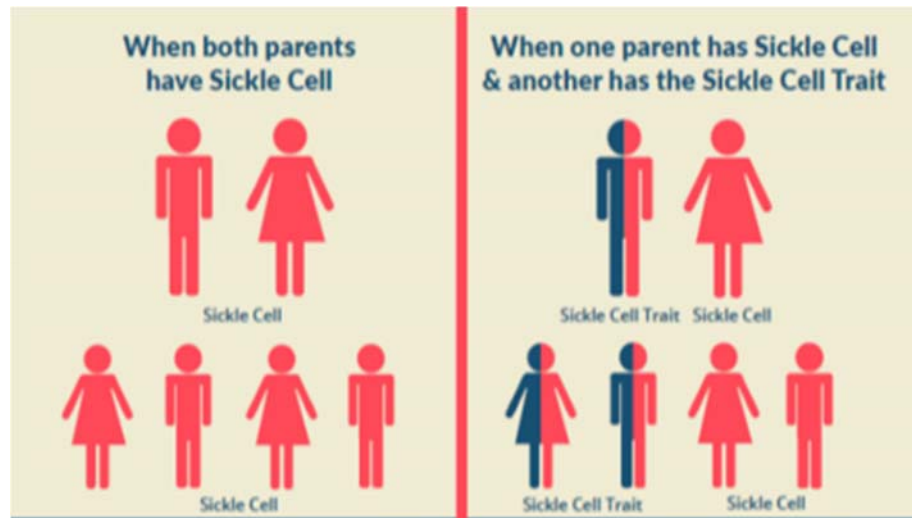 When both parents
have Sickle Cell
Sickle Cell
Sickle Cell
When one parent has Sickle Cell
& another has the Sickle Cell Trait
Sickle Cell Trait Sickle Cell
Sickle Cell Trait Sickle Cell